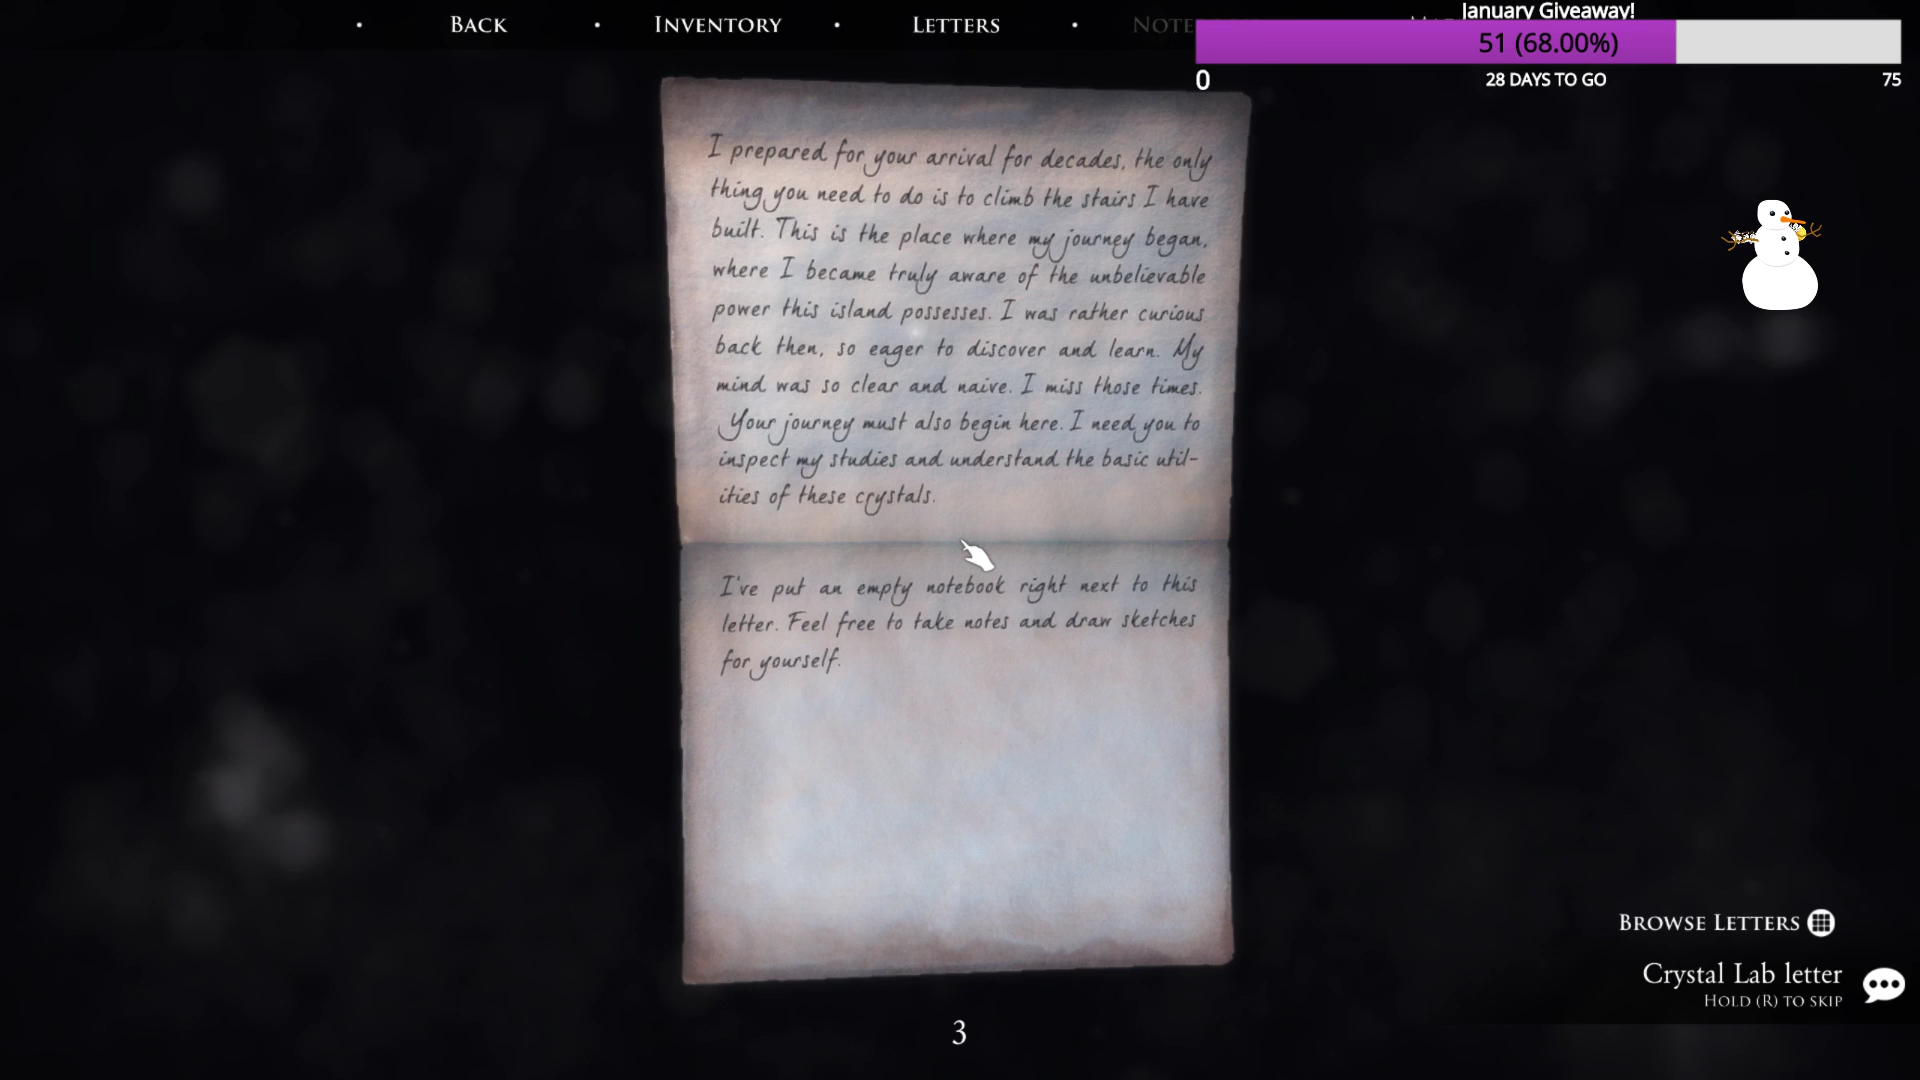 Back
Inventory
Letters
January Giveaway!
51 (68.00%)
0
28 DAYS TO GO
75
I prepared for your arrival for decades, the only
thing you need to do is to climb the stairs I have
built. This is the place where my journey began,
where I became truly aware of the unbelievable
power this island possesses. I was rather curious
back then, so eager to discover and learn. My
mind was so clear and naive. I miss those times.
Your journey must also begin here. I need you to
inspect my studies and understand the basic util-
ities of these crystals.
I've put an empty notebook right next to this
letter. Feel free to take notes and draw sketches
for yourself.
Browse Letters
Crystal Lab letter
Hold (R) to skip
3